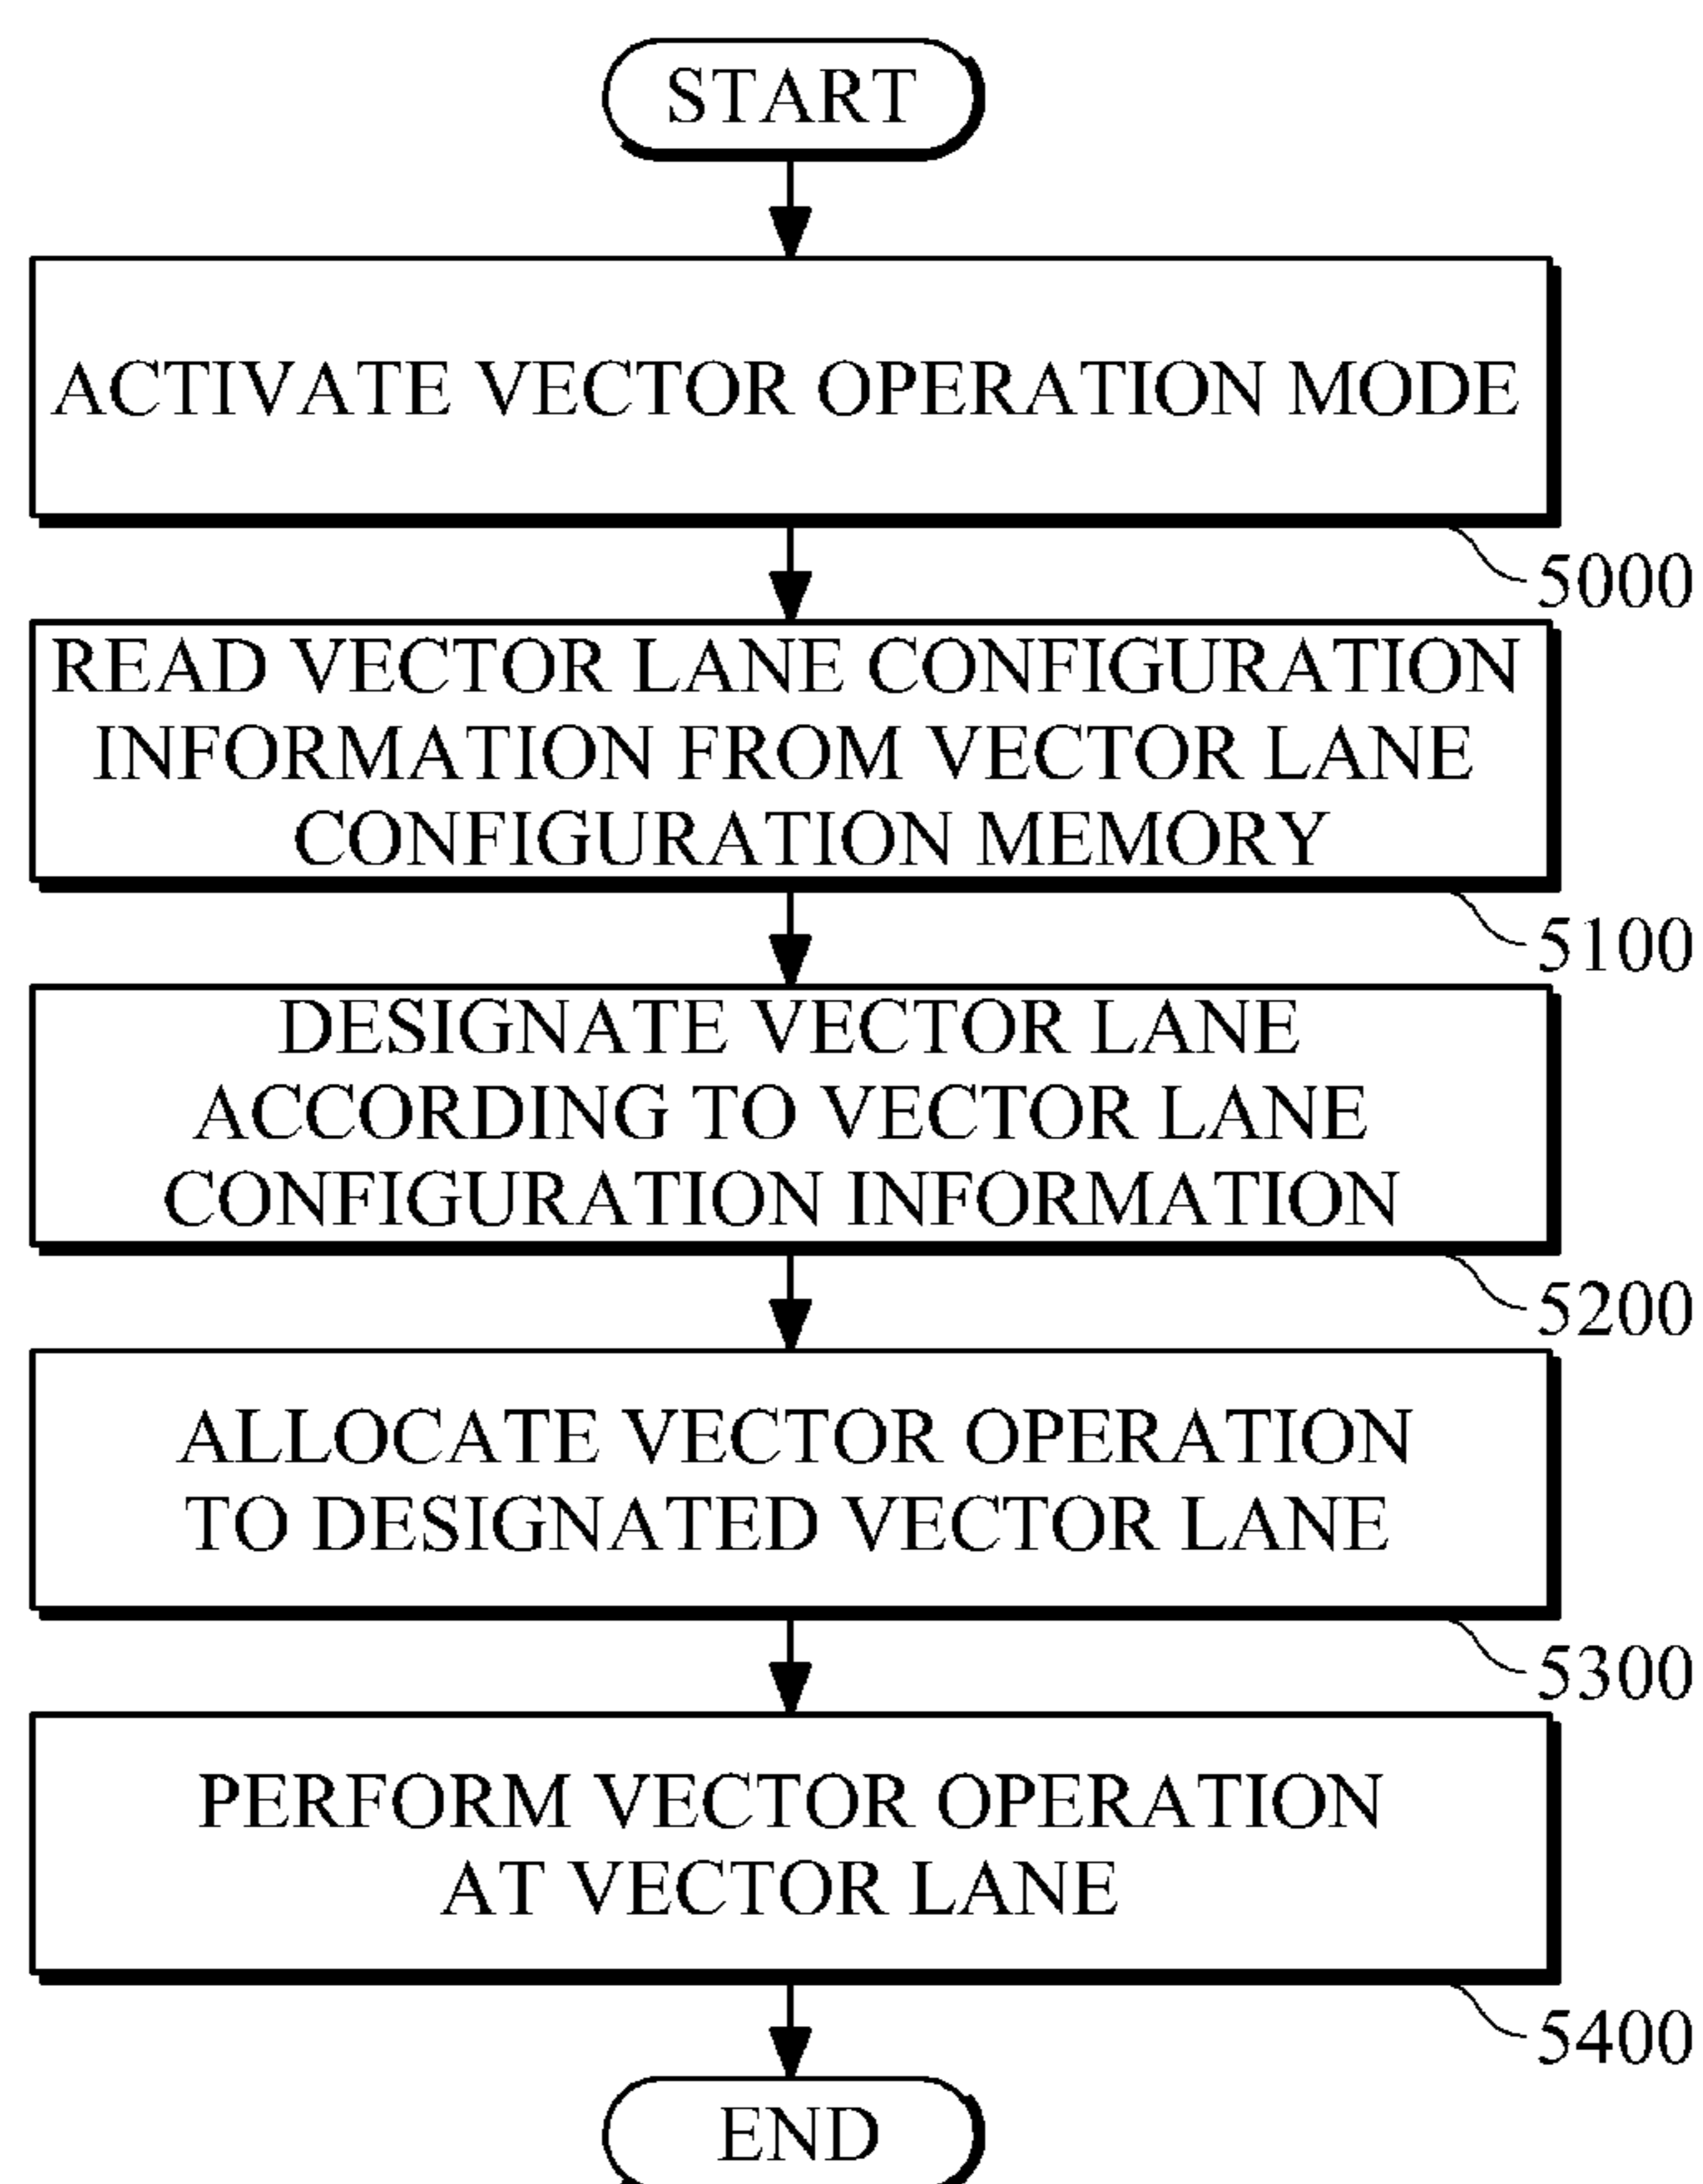 START
ACTIVATE VECTOR OPERATION MODE
5000
READ VECTOR LANE CONFIGURATION
INFORMATION FROM VECTOR LANE
CONFIGURATION MEMORY
5100
DESIGNATE VECTOR LANE
ACCORDING TO VECTOR LANE
CONFIGURATION INFORMATION
5200
ALLOCATE VECTOR OPERATION
TO DESIGNATED VECTOR LANE
5300
PERFORM VECTOR OPERATION
AT VECTOR LANE
5400
END